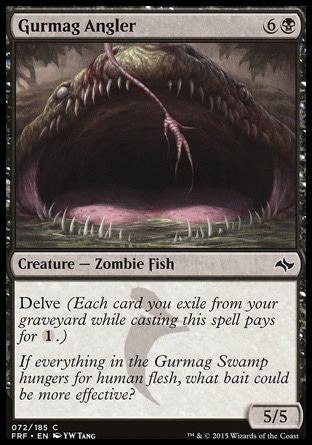 Gurmag Angler 6
Creature — Zombie Fish
Delve (Each card you exile from your
graveyard while casting this spell pays
for 1.)
If everything in the Gurmag Swamp
hungers for human flesh, what bait could
be more effective?
5/5
072/185 C
FRF • EN YW TANG
™ & © 2015 Wizards of the Coast